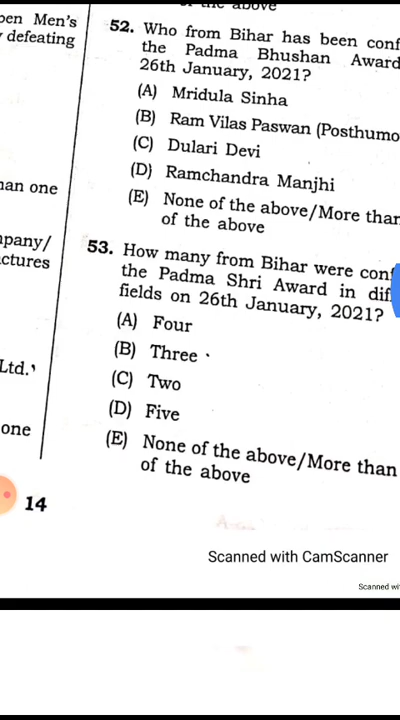 of the above
pen Men's
defeating
han one
pany/
ctures
Ltd.'
one
52. Who from Bihar has been conf
the Padma Bhushan Award
26th January, 2021?
(A) Mridula Sinha
(B) Ram Vilas Paswan (Posthumo
(C) Dulari Devi
(D) Ramchandra Manjhi
(E) None of the above/More than
of the above
53. How many from Bihar were conf
the Padma Shri Award in dif
fields on 26th January, 2021?
(A) Four
(B) Three
(C) Two
(D) Five
(E) None of the above/More than
of the above
14
Scanned with CamScanner
Scanned wi